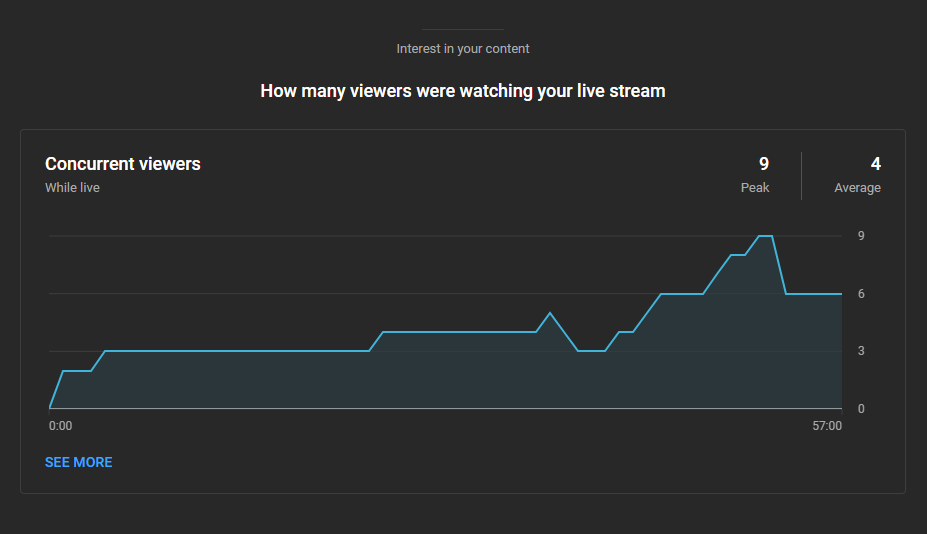 Interest in your content
How many viewers were watching your live stream
Concurrent viewers
While live
9
Peak
4
Average
9
6
3
0
0:00
57:00
SEE MORE